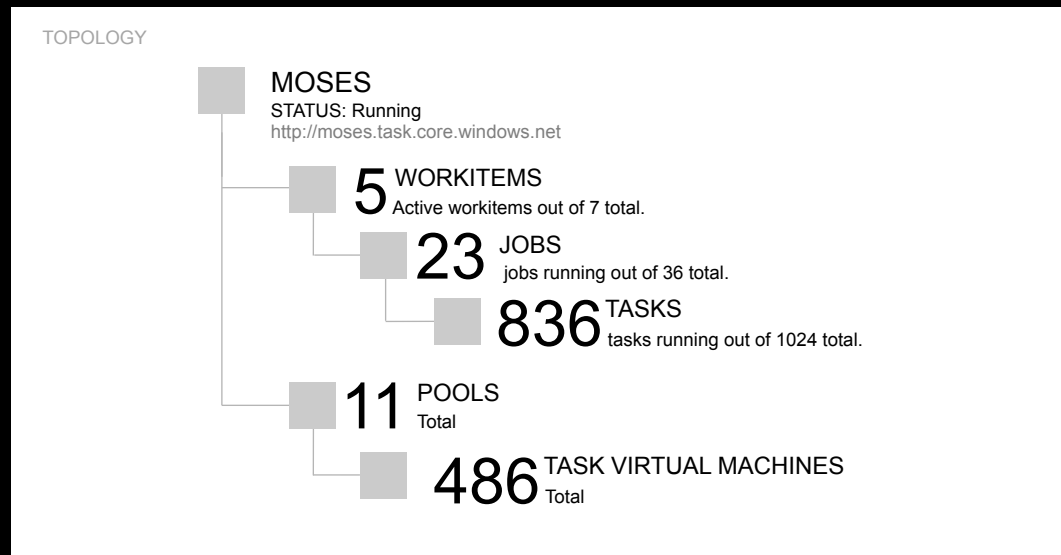 TOPOLOGY
MOSES
STATUS: Running
http://moses.task.core.windows.net
5 WORKITEMS
Active workitems out of 7 total.
23 JOBS
jobs running out of 36 total.
836 TASKS
tasks running out of 1024 total.
11 POOLS
Total
486 TASK VIRTUAL MACHINES
Total